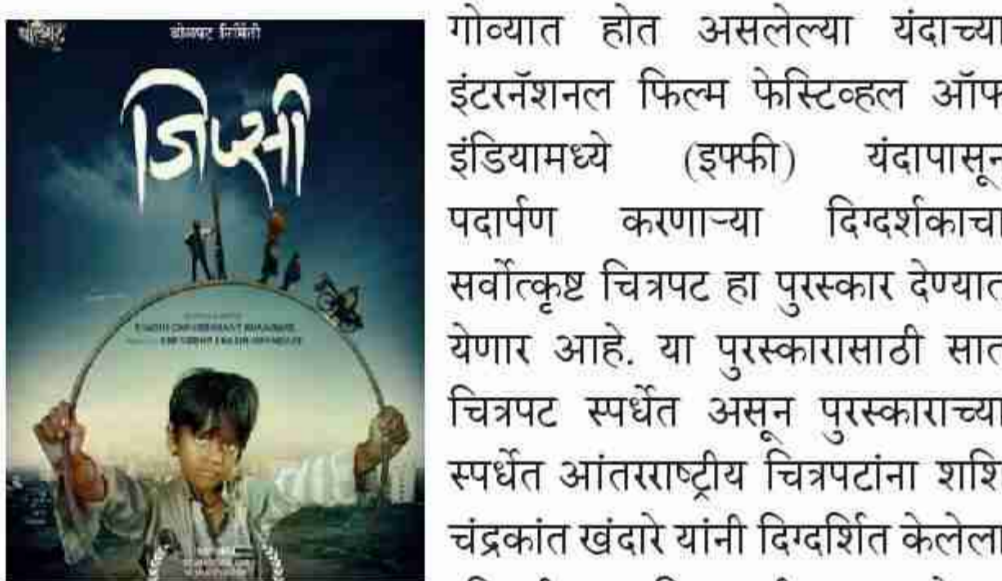 बोलपट निर्मिती
जिप्सी
गोव्यात होत असलेल्या यंदाच्या
इंटरनॅशनल फिल्म फेस्टिव्हल ऑफ
इंडियामध्ये (इफ्फी) यंदापासून
पदार्पण करणाऱ्या दिग्दर्शकाचा
सर्वोत्कृष्ट चित्रपट हा पुरस्कार देण्यात
येणार आहे. या पुरस्कारासाठी सात
चित्रपट स्पर्धेत असून पुरस्काराच्या
स्पर्धेत आंतरराष्ट्रीय चित्रपटांना शशि
चंद्रकांत खंदारे यांनी दिग्दर्शित केलेला